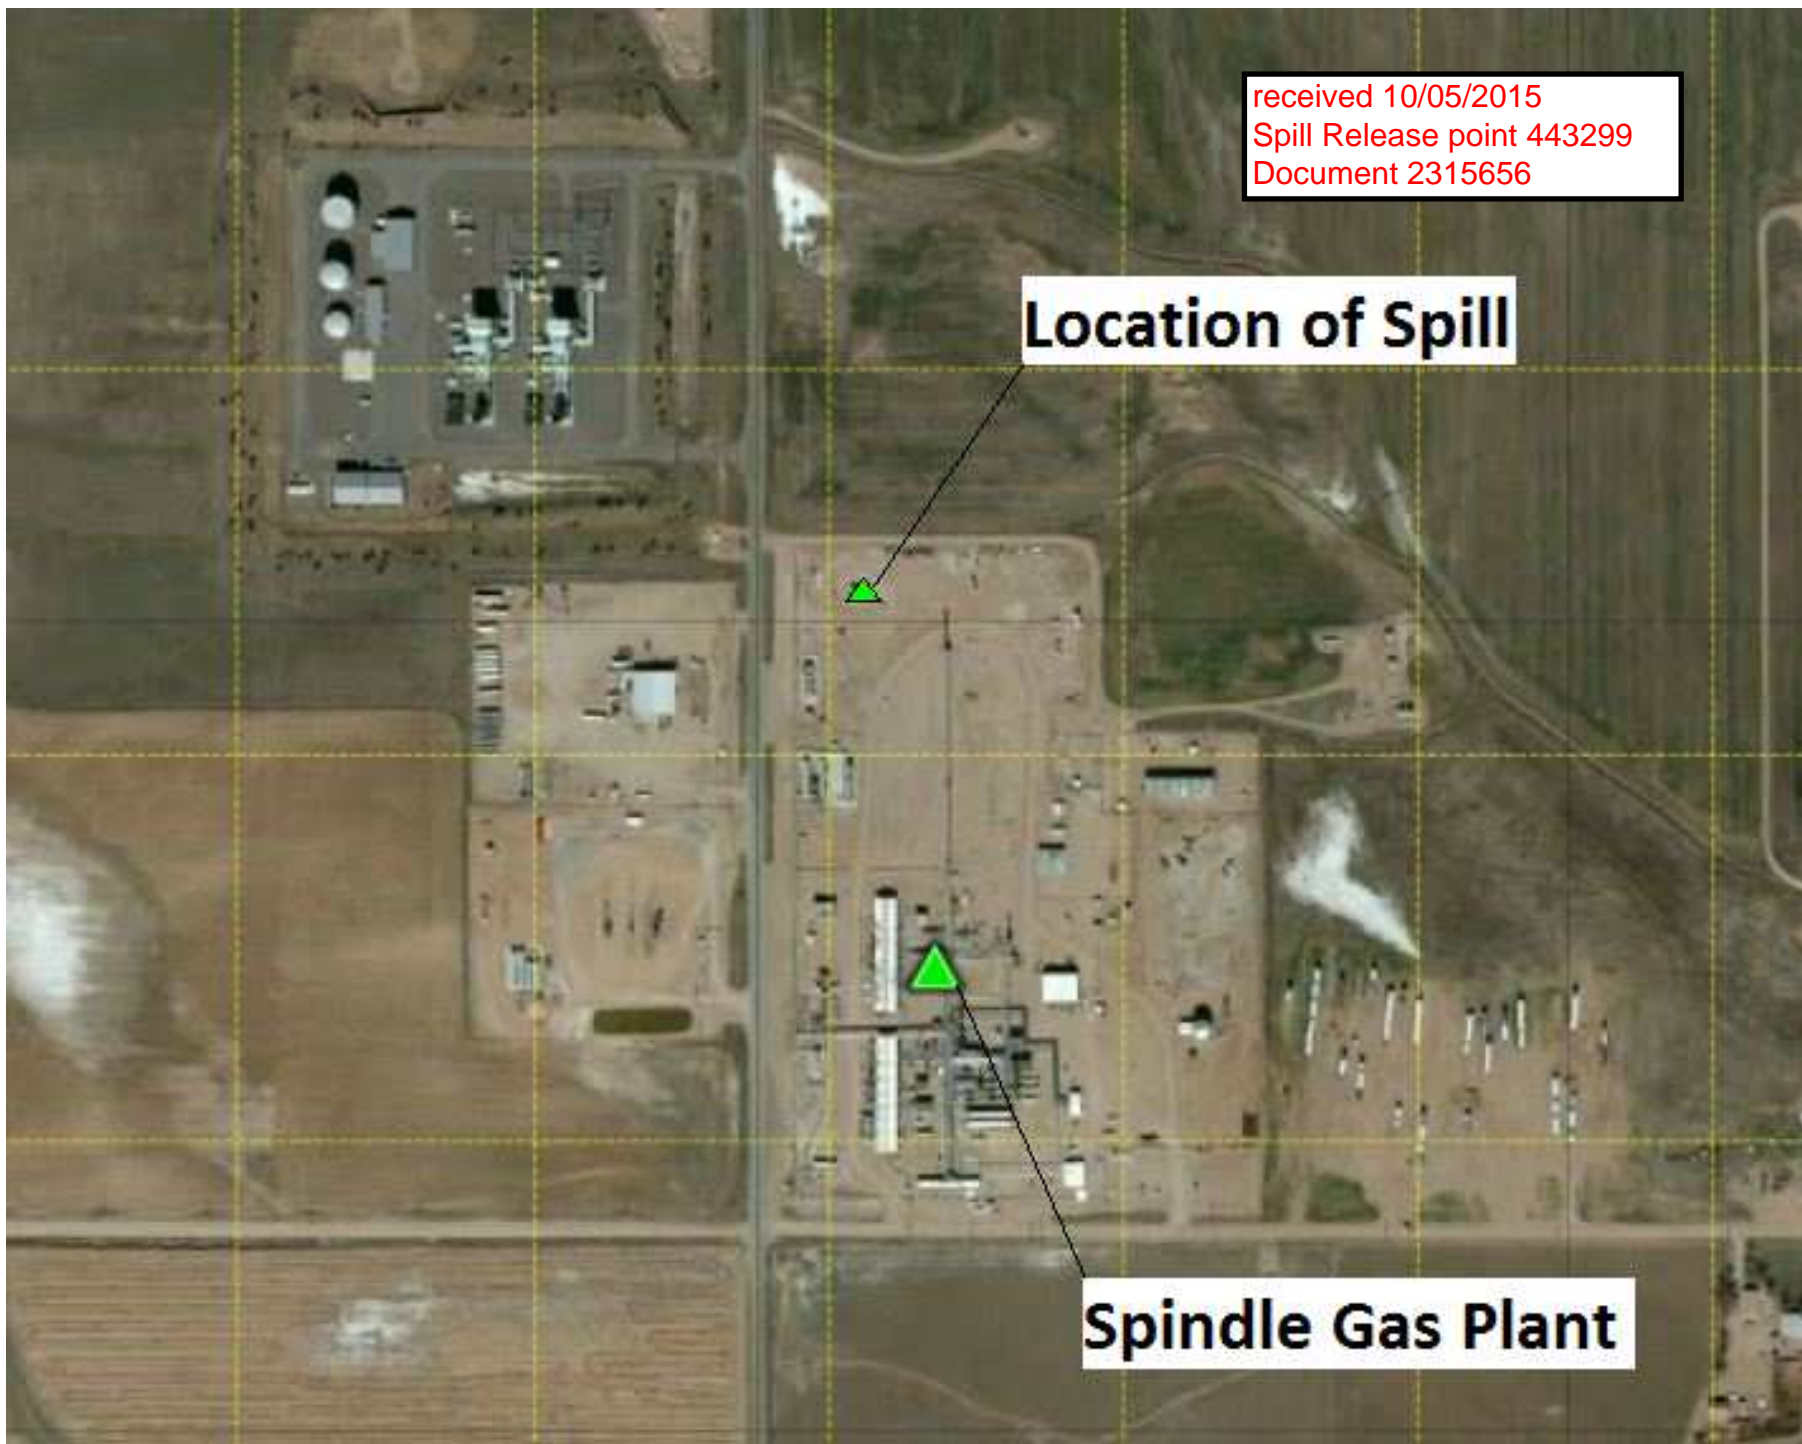 received 10/05/2015
Spill Release point 443299
Document 2315656
Location of Spill
Spindle Gas Plant